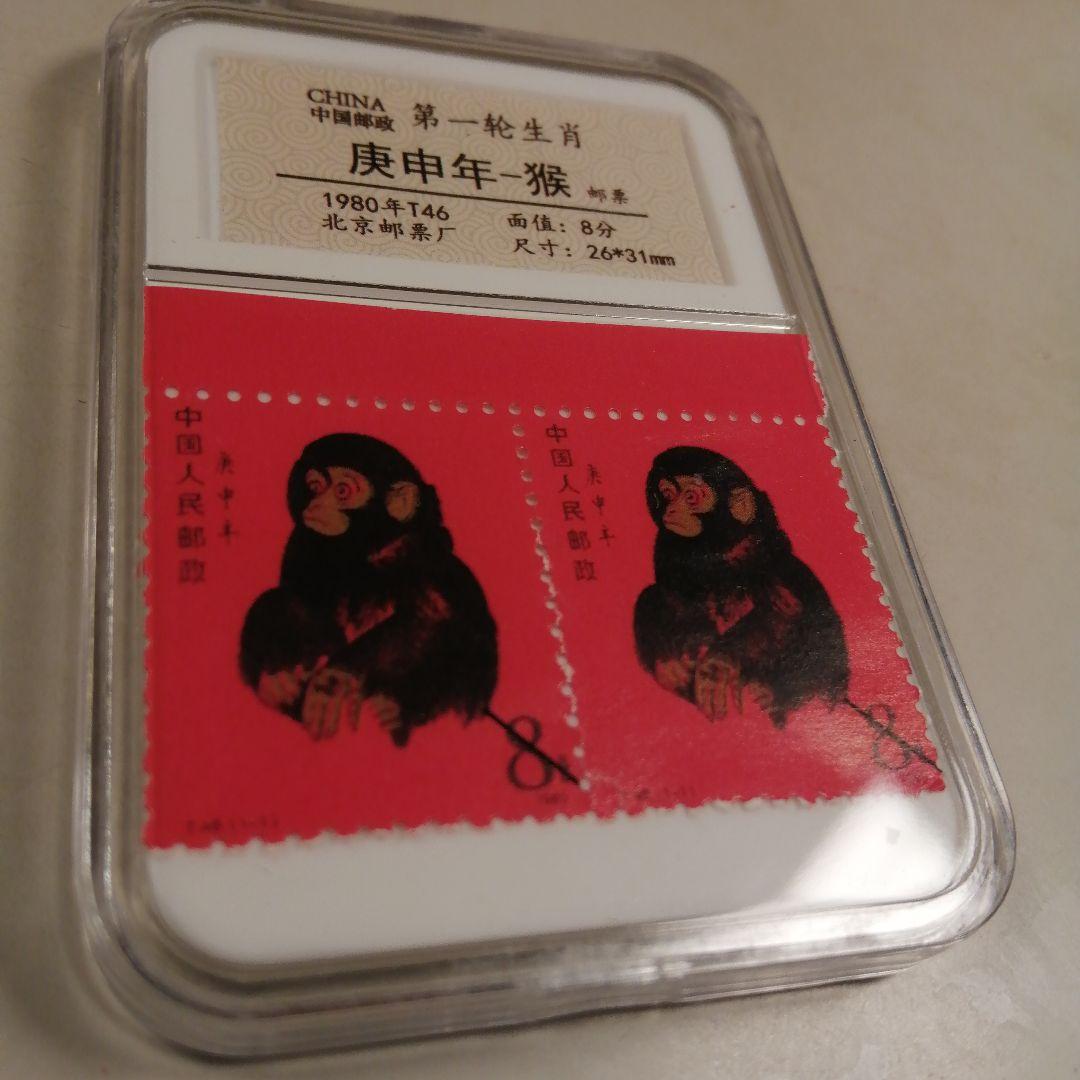 CHINA
中国邮政
第一轮生肖
庚申年-猴 邮票
1980年T46
北京邮票厂
面值：8分
尺寸：26*31mm
中国人民邮政
庚申年
8
中国人民邮政
庚申年
8